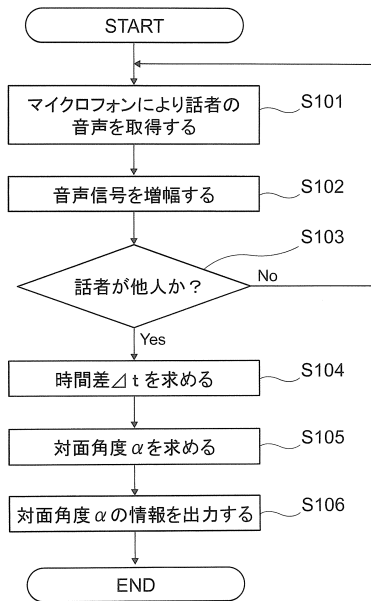 START
マイクロフォンにより話者の
音声を取得する
S101
音声信号を増幅する
S102
S103
話者が他人か？
No
Yes
時間差⊿ｔを求める
S104
対面角度αを求める
S105
対面角度αの情報を出力する
S106
END